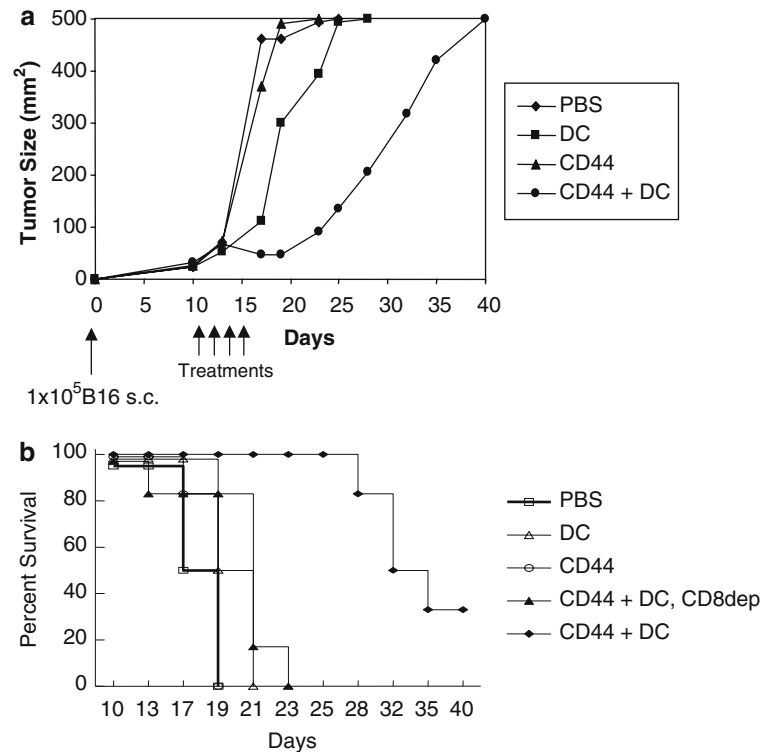 a
Tumor Size (mm²)
500
400
300
200
100
0
0 5 10 15 20 25 30 35 40
Days
Treatments
1x10⁵B16 s.c.
PBS
DC
CD44
CD44 + DC
b
Percent Survival
100
80
60
40
20
0
10 13 17 19 21 23 25 28 32 35 40
Days
PBS
DC
CD44
CD44 + DC, CD8dep
CD44 + DC